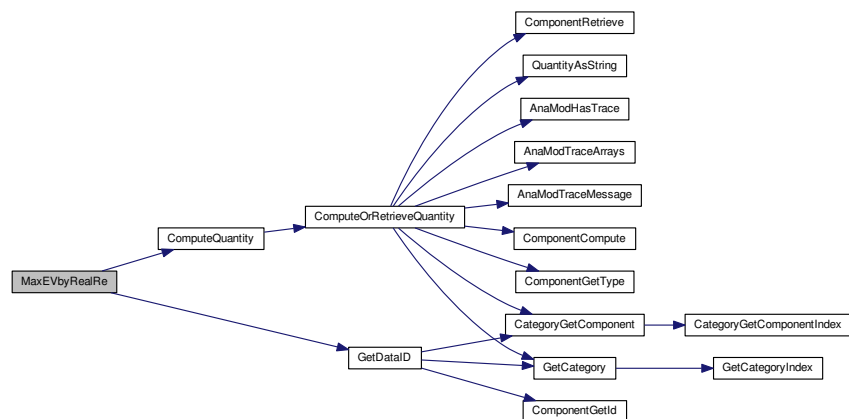 ComponentRetrieve
QuantityAsString
AnaModHasTrace
AnaModTraceArrays
AnaModTraceMessage
ComputeOrRetrieveQuantity
ComputeQuantity
ComponentCompute
MaxEVbyRealRe
ComponentGetType
CategoryGetComponent
CategoryGetComponentIndex
GetDataID
GetCategory
GetCategoryIndex
ComponentGetId